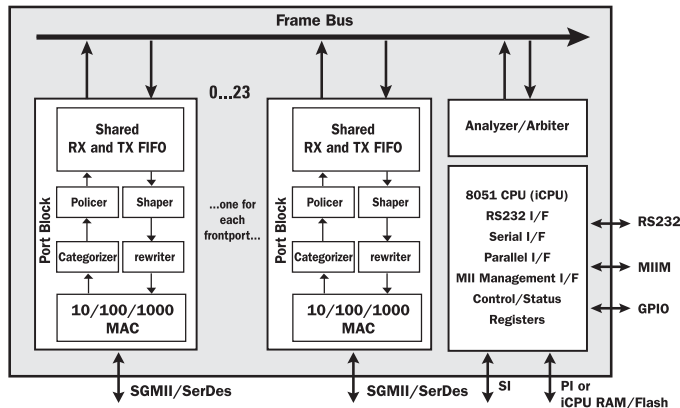 Frame Bus
0...23
Port Block
Shared
RX and TX FIFO
Policer
Shaper
Categorizer
rewriter
10/100/1000
MAC
SGMII/SerDes
...one for
each
frontport...
Port Block
Shared
RX and TX FIFO
Policer
Shaper
Categorizer
rewriter
10/100/1000
MAC
SGMII/SerDes
Analyzer/Arbiter
8051 CPU (iCPU)
RS232 I/F
Serial I/F
Parallel I/F
MII Management I/F
Control/Status
Registers
RS232
MIIM
GPIO
SI
PI or
iCPU RAM/Flash